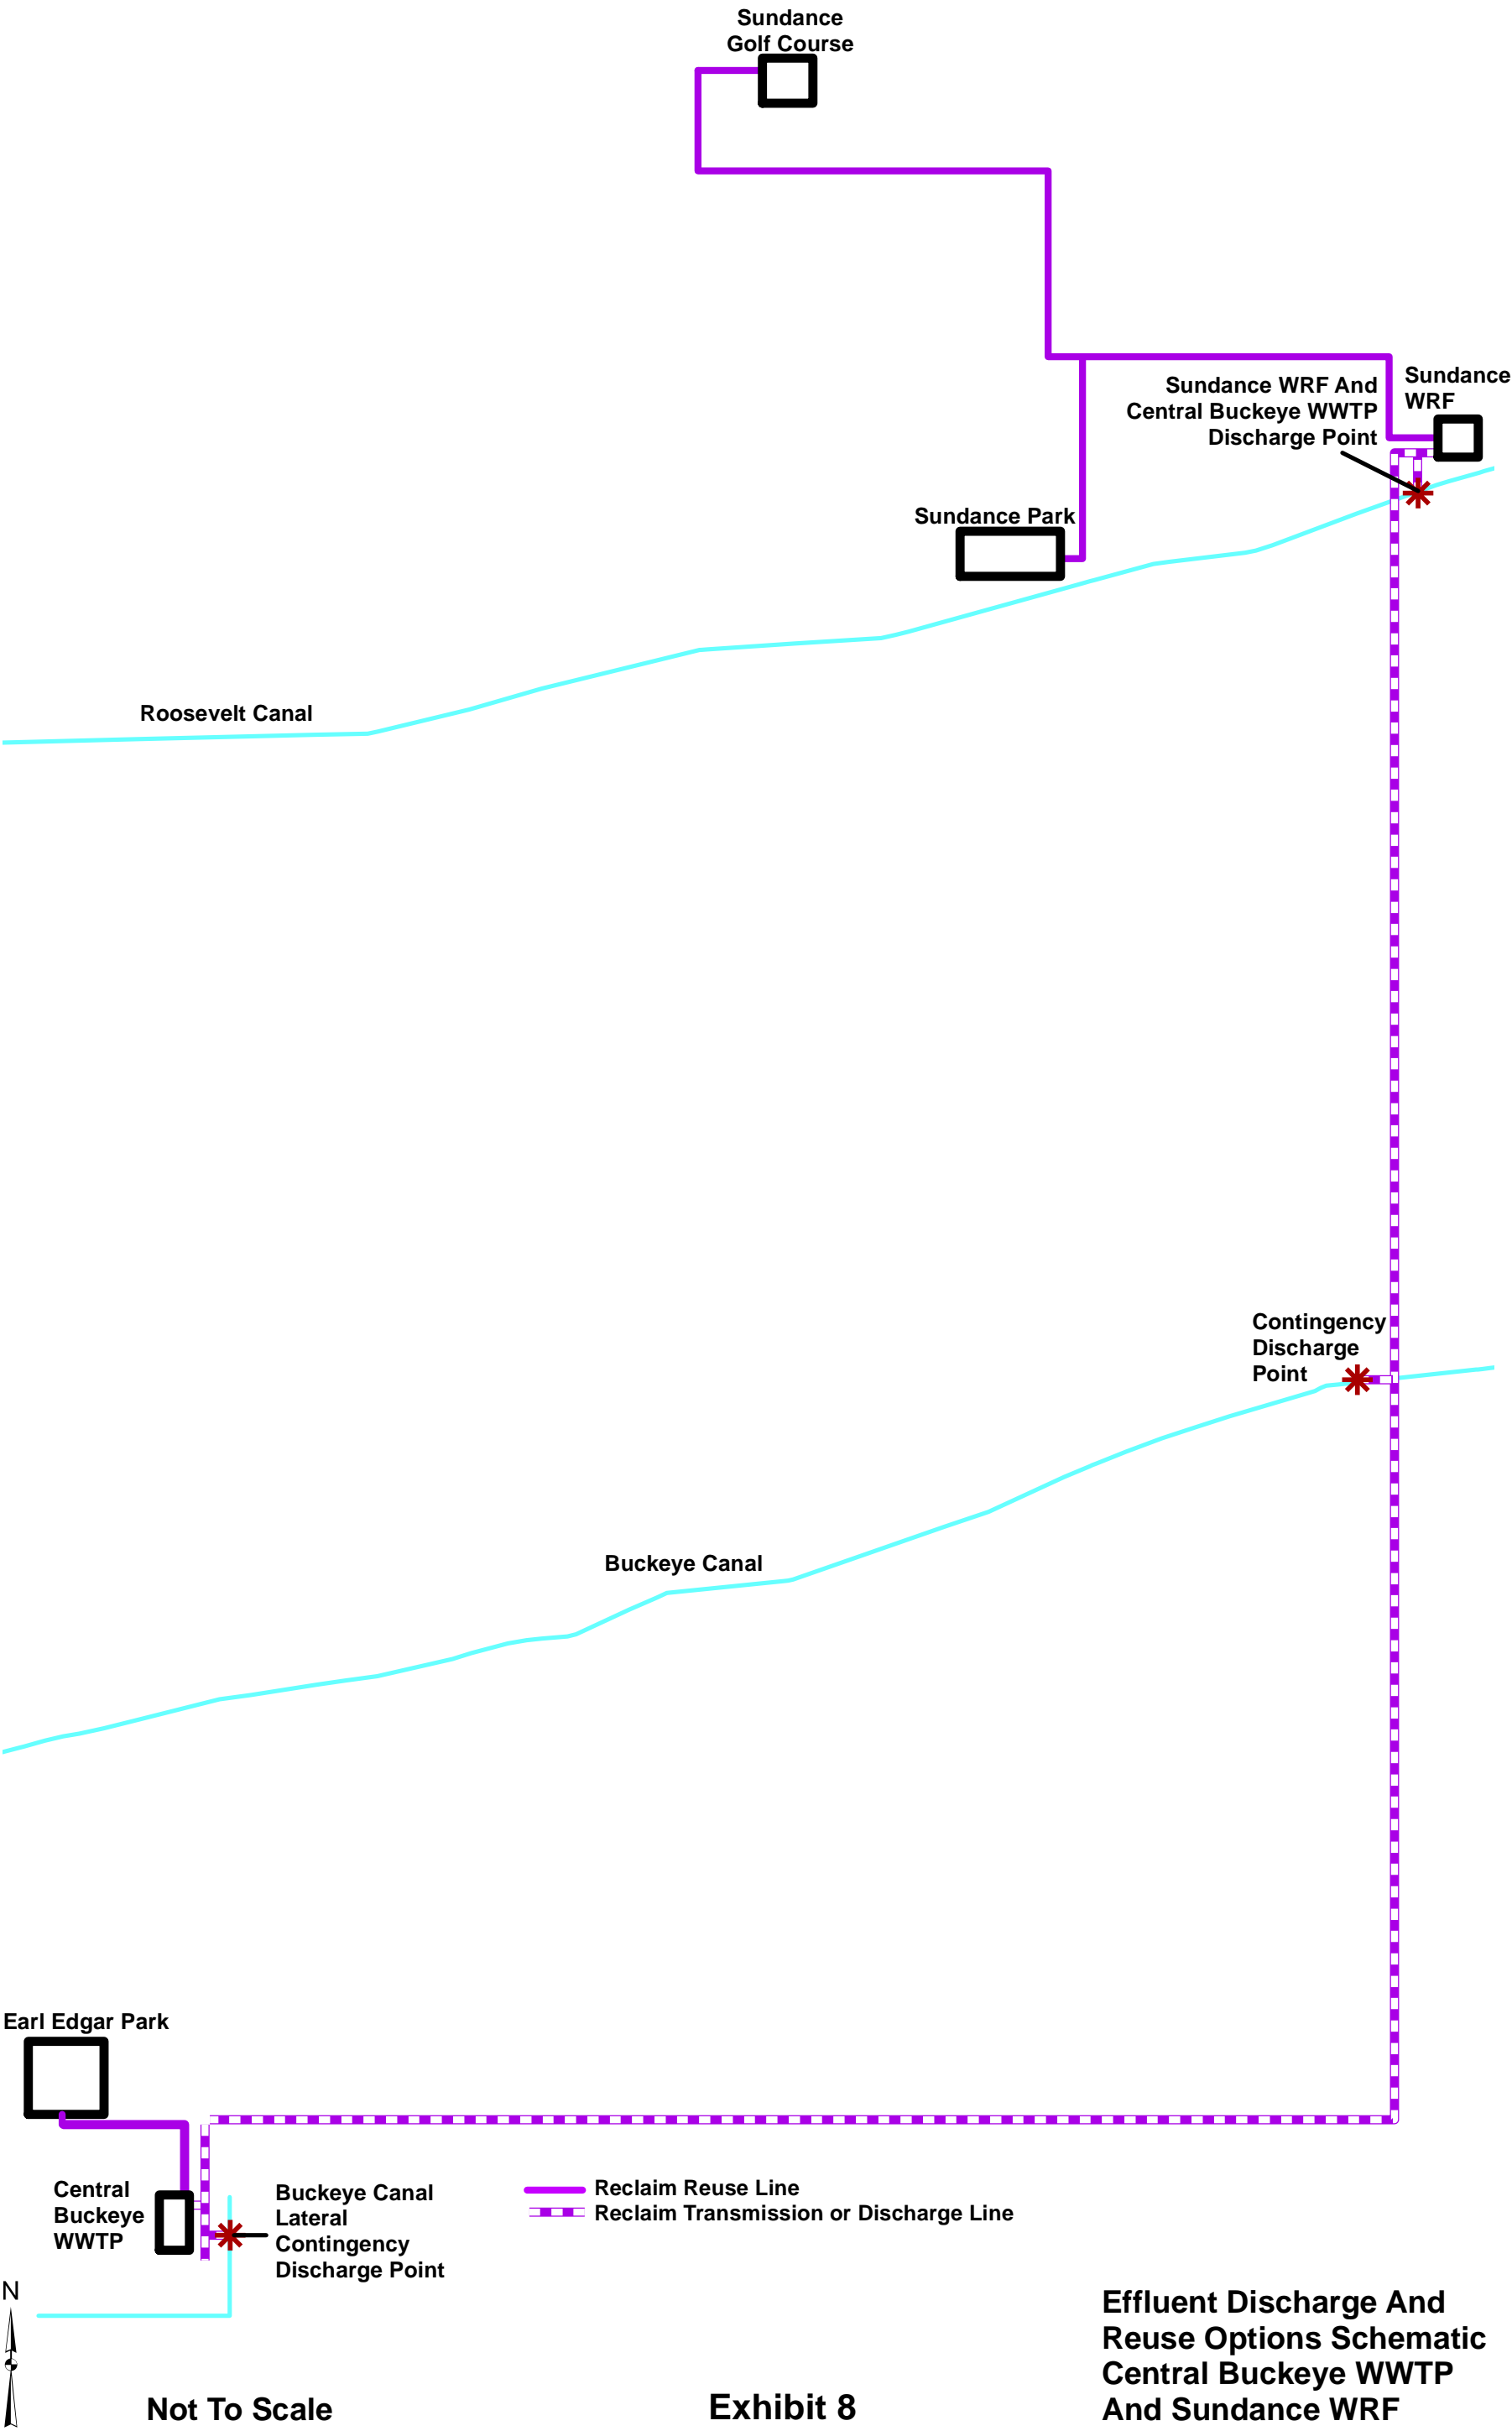 Sundance
Golf Course
Sundance WRF And
Central Buckeye WWTP
Discharge Point
Sundance
WRF
Sundance Park
Roosevelt Canal
Contingency
Discharge
Point
Buckeye Canal
Earl Edgar Park
Central
Buckeye
WWTP
Buckeye Canal
Lateral
Contingency
Discharge Point
Reclaim Reuse Line
Reclaim Transmission or Discharge Line
N
Not To Scale
Exhibit 8
Effluent Discharge And
Reuse Options Schematic
Central Buckeye WWTP
And Sundance WRF